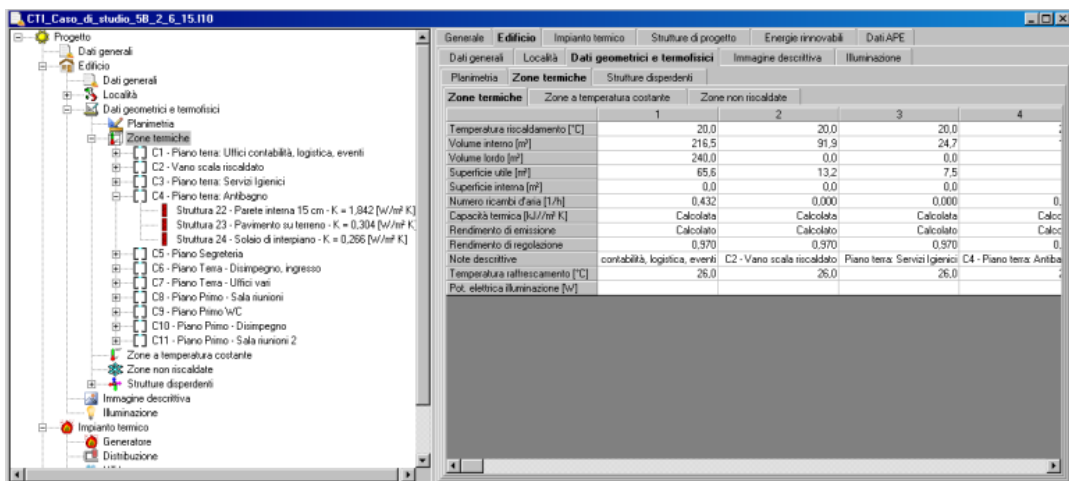 CTI_Caso_di_studio_5B_2_6_15.I10
Progetto
Dati generali
Edificio
Dati generali
Località
Dati geometrici e termofisici
Planimetria
Zone termiche
C1 - Piano terra: Uffici contabilità, logistica, eventi
C2 - Vano scala riscaldato
C3 - Piano terra: Servizi Igienici
C4 - Piano terra: Antibagno
Struttura 22 - Parete interna 15 cm - K = 1,842 [W/m² K]
Struttura 23 - Pavimento su terreno - K = 0,304 [W/m² K
Struttura 24 - Solaio di interpiano - K = 0,266 [W/m² K]
C5 - Piano Segreteria
C6 - Piano Terra - Disimpegno, ingresso
C7 - Piano Terra - Uffici vari
C8 - Piano Primo - Sala riunioni
C9 - Piano Primo WC
C10 - Piano Primo - Disimpegno
C11 - Piano Primo - Sala riunioni 2
Zone a temperatura costante
Zone non riscaldate
Strutture disperdenti
Immagine descrittiva
Illuminazione
Impianto termico
Generatore
Distribuzione
Generale Edificio Impianto termico Strutture di progetto Energie rinnovabili Dati APE
Dati generali Località Dati geometrici e termofisici Immagine descrittiva Illuminazione
Planimetria Zone termiche Strutture disperdenti
Zone termiche Zone a temperatura costante Zone non riscaldate
1 2 3 4
Temperatura riscaldamento [°C] 20,0 20,0 20,0
Volume interno [m³] 216,5 91,9 24,7
Volume lordo [m³] 240,0 0,0 0,0
Superficie utile [m²] 65,6 13,2 7,5
Superficie interna [m²] 0,0 0,0 0,0
Numero ricambi d'aria [1/h] 0,432 0,000 0,000 0,
Capacità termica [kJ//m² K] Calcolata Calcolata Calcolata Calco
Rendimento di emissione Calcolato Calcolato Calcolato Calco
Rendimento di regolazione 0,970 0,970 0,970 0,
Note descrittive contabilità, logistica, eventi C2 - Vano scala riscaldato Piano terra: Servizi Igienici C4 - Piano terra: Antiba
Temperatura raffrescamento [°C] 26,0 26,0 26,0
Pot. elettrica illuminazione [W]